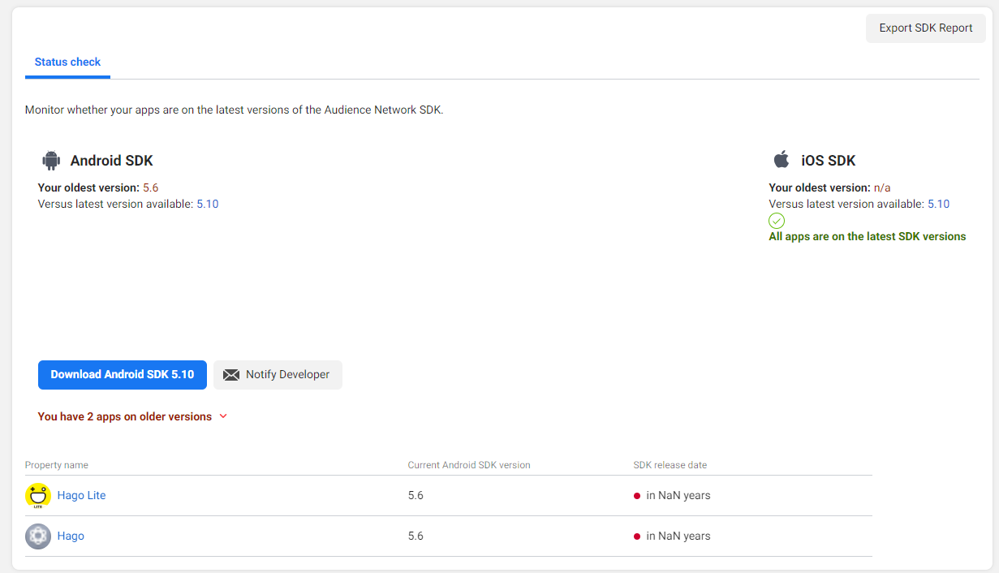 Export SDK Report
Status check
Monitor whether your apps are on the latest versions of the Audience Network SDK.
Android SDK
Your oldest version: 5.6
Versus latest version available: 5.10
iOS SDK
Your oldest version: n/a
Versus latest version available: 5.10
All apps are on the latest SDK versions
Download Android SDK 5.10
Notify Developer
You have 2 apps on older versions
Property name Current Android SDK version SDK release date
LITE
Hago Lite 5.6 in NaN years
Hago 5.6 in NaN years